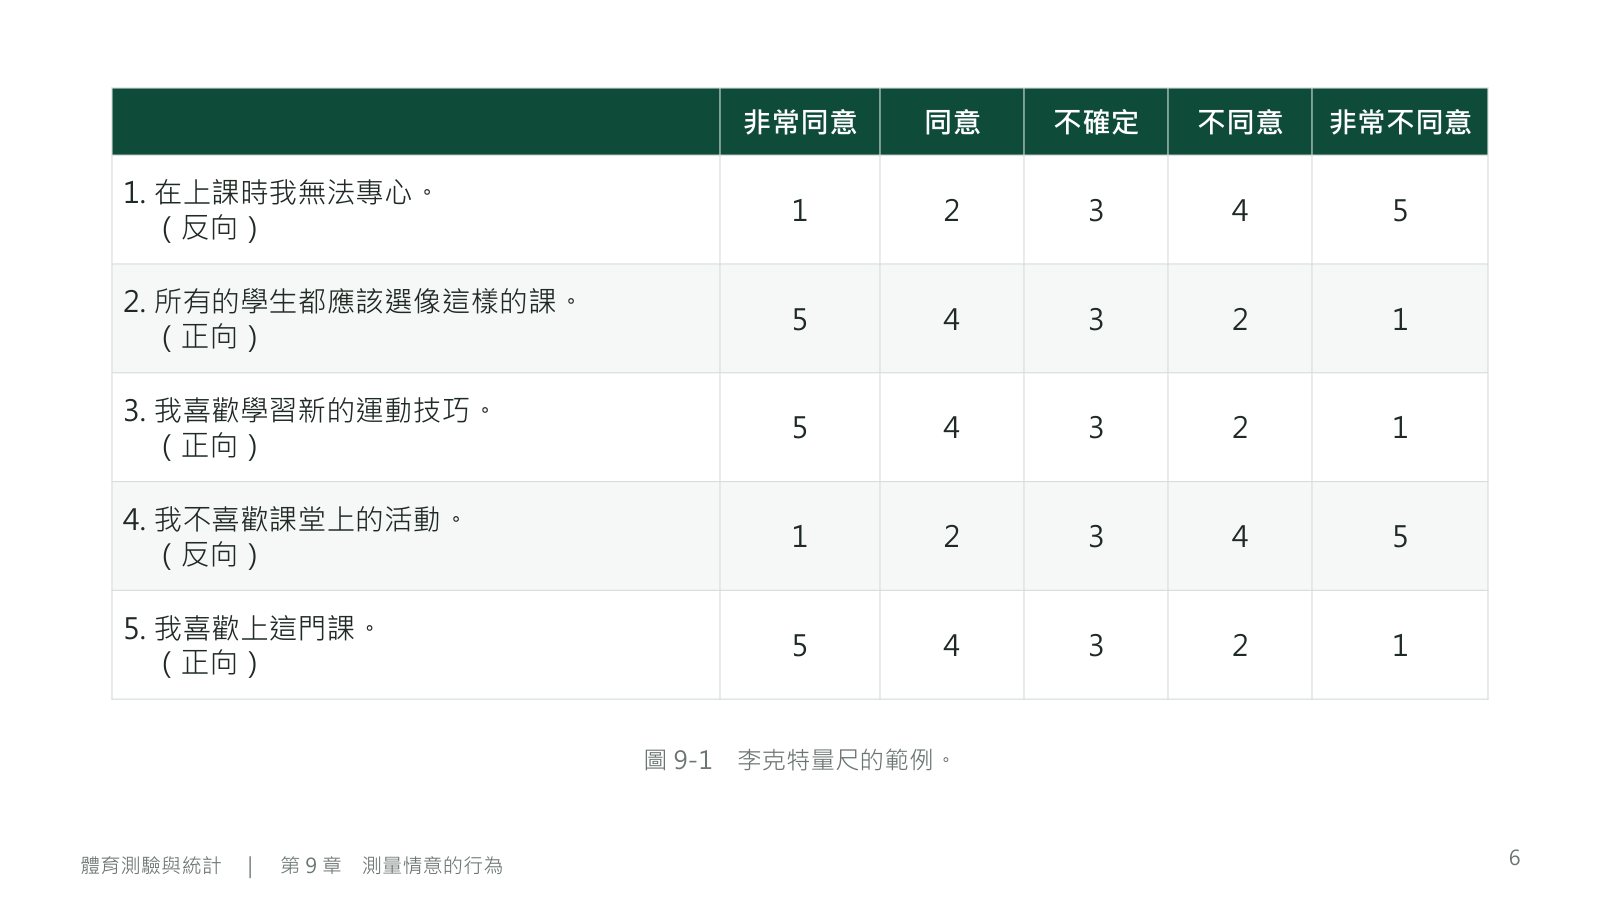 非常同意 同意 不確定 不同意 非常不同意
1. 在上課時我無法專心。
（反向） 1 2 3 4 5
2. 所有的學生都應該選像這樣的課。
（正向） 5 4 3 2 1
3. 我喜歡學習新的運動技巧。
（正向） 5 4 3 2 1
4. 我不喜歡課堂上的活動。
（反向） 1 2 3 4 5
5. 我喜歡上這門課。
（正向） 5 4 3 2 1
圖 9-1　李克特量尺的範例。
體育測驗與統計 | 第 9 章　測量情意的行為
6